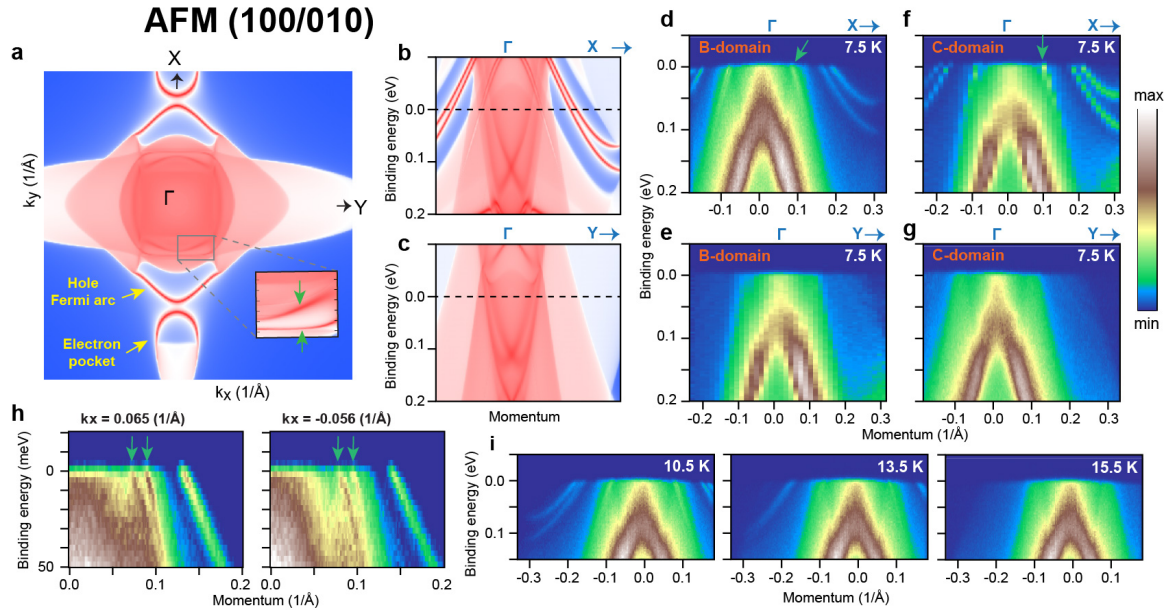 AFM (100/010)
a
X
Γ
Y
ky (1/Å)
kx (1/Å)
Hole
Fermi arc
Electron
pocket
b
Γ
X
Binding energy (eV)
0.0
0.1
0.2
c
Γ
Y
Binding energy (eV)
0.0
0.1
0.2
Momentum
d
Γ
X
B-domain
7.5 K
0.0
0.1
0.2
-0.1
0.0
0.1
0.2
0.3
f
Γ
X
C-domain
7.5 K
-0.1
0.0
0.1
0.2
0.3
Binding energy (eV)
e
Γ
Y
B-domain
7.5 K
0.0
0.1
0.2
-0.2
-0.1
0.0
0.1
0.2
0.3
g
Γ
Y
C-domain
7.5 K
-0.2
-0.1
0.0
0.1
0.2
0.3
Momentum (1/Å)
max
min
h
kx = 0.065 (1/Å)
kx = -0.056 (1/Å)
Binding energy (meV)
0
50
0.0
0.1
0.2
0.0
0.1
0.2
Momentum (1/Å)
i
Binding energy (eV)
0.0
0.1
10.5 K
13.5 K
15.5 K
-0.3
-0.2
-0.1
0.0
0.1
-0.3
-0.2
-0.1
0.0
0.1
-0.3
-0.2
-0.1
0.0
0.1
Momentum (1/Å)